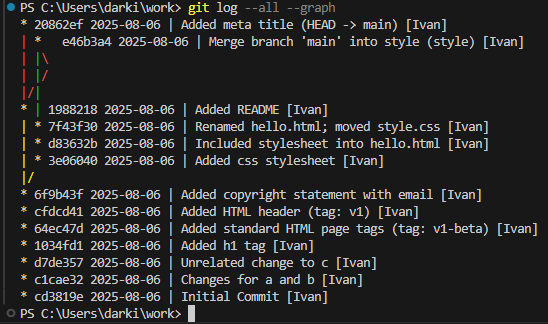 PS C:\Users\darki\work> git log --all --graph
* 20862ef 2025-08-06 | Added meta title (HEAD -> main) [Ivan]
| *   e46b3a4 2025-08-06 | Merge branch 'main' into style (style) [Ivan]
| |\
| |/
|/|
* | 1988218 2025-08-06 | Added README [Ivan]
| * 7f43f30 2025-08-06 | Renamed hello.html; moved style.css [Ivan]
| * d83632b 2025-08-06 | Included stylesheet into hello.html [Ivan]
| * 3e06040 2025-08-06 | Added css stylesheet [Ivan]
|/
* 6f9b43f 2025-08-06 | Added copyright statement with email [Ivan]
* cfdcd41 2025-08-06 | Added HTML header (tag: v1) [Ivan]
* 64ec47d 2025-08-06 | Added standard HTML page tags (tag: v1-beta) [Ivan]
* 1034fd1 2025-08-06 | Added h1 tag [Ivan]
* d7de357 2025-08-06 | Unrelated change to c [Ivan]
* c1cae32 2025-08-06 | Changes for a and b [Ivan]
* cd3819e 2025-08-06 | Initial Commit [Ivan]
PS C:\Users\darki\work>